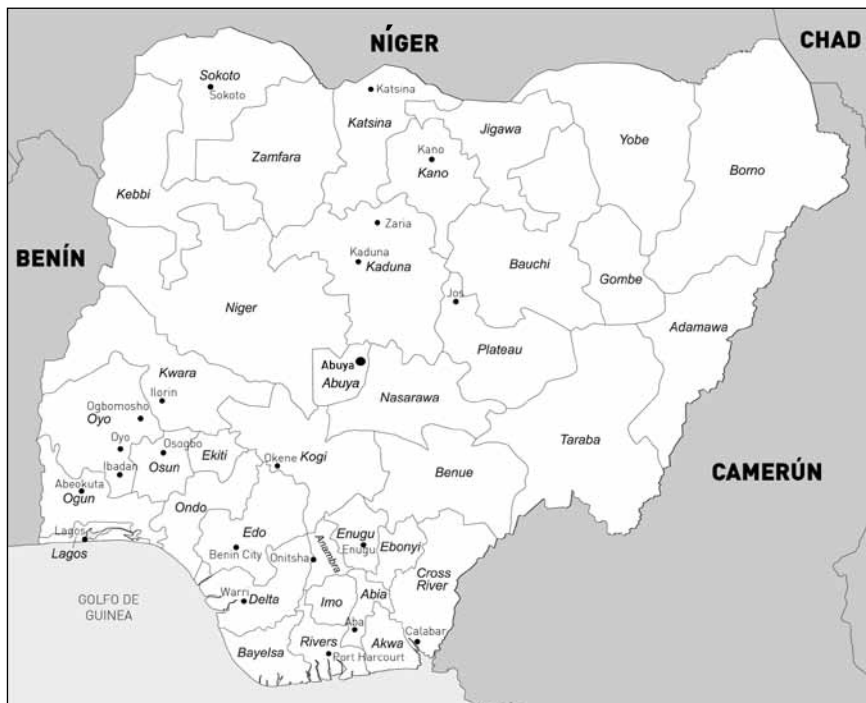 NÍGER
CHAD
Sokoto
Sokoto
Katsina
Katsina
Jigawa
Yobe
Zamfara
Kano
Kano
Borno
Kebbi
Zaria
BENÍN
Kaduna
Kaduna
Bauchi
Gombe
Niger
Jos
Adamawa
Plateau
Abuya
Abuya
Kwara
Nasarawa
Ilorin
Ogbomosho
Oyo
Taraba
Oyo
Osogbo
Ekiti
Okene
Kogi
Osun
Ibadan
Benue
CAMERÚN
Abeokuta
Ogun
Ondo
Lagos
Lagos
Edo
Benin City
Onitsha
Anambra
Enugu
Enugu
Ebonyi
Cross
River
GOLFO DE
GUINEA
Warri
Delta
Imo
Abia
Aba
Calabar
Bayelsa
Rivers
Akwa
Port Harcourt